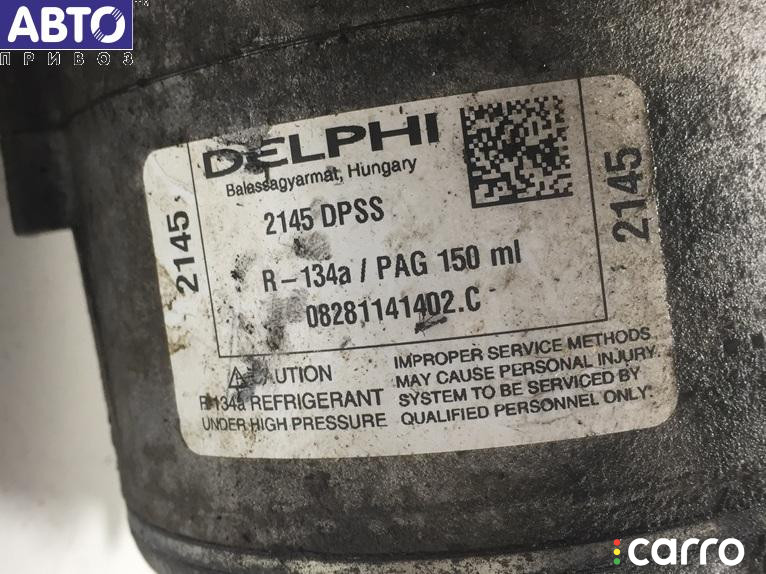 АВТО
ПРИВОЗ
DELPHI
Balassagyarmat, Hungary
2145 DPSS
R-134a / PAG 150 ml
08281141402.C
2145
2145
CAUTION
R-134a REFRIGERANT
UNDER HIGH PRESSURE
IMPROPER SERVICE METHODS
MAY CAUSE PERSONAL INJURY
SYSTEM TO BE SERVICED BY
QUALIFIED PERSONNEL ONLY.
carro